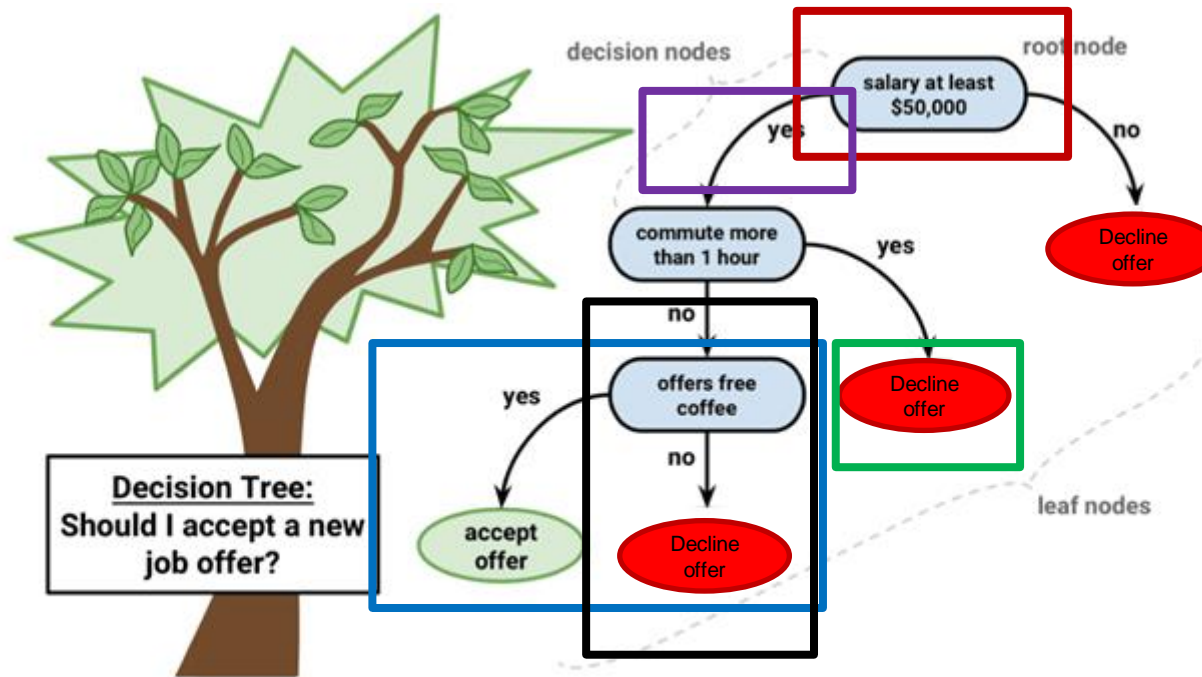 decision nodes
root node
salary at least
$50,000
yes
no
commute more
than 1 hour
yes
Decline
offer
no
offers free
coffee
yes
Decline
offer
no
Decision Tree:
Should I accept a new
job offer?
accept
offer
Decline
offer
leaf nodes